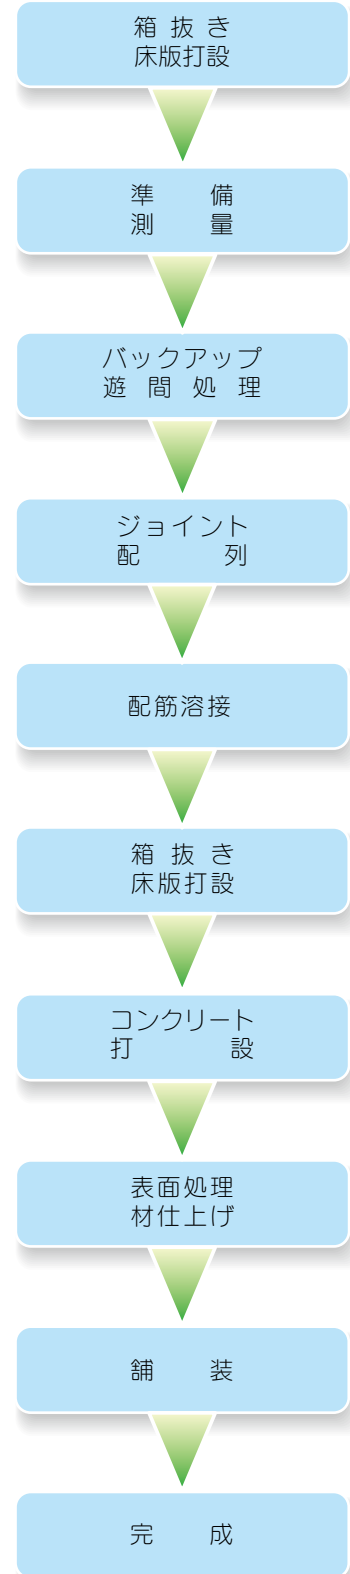 箱抜き
床版打設
準備
測量
バックアップ
遊間処理
ジョイント
配列
配筋溶接
箱抜き
床版打設
コンクリート
打設
表面処理
材仕上げ
舗装
完成